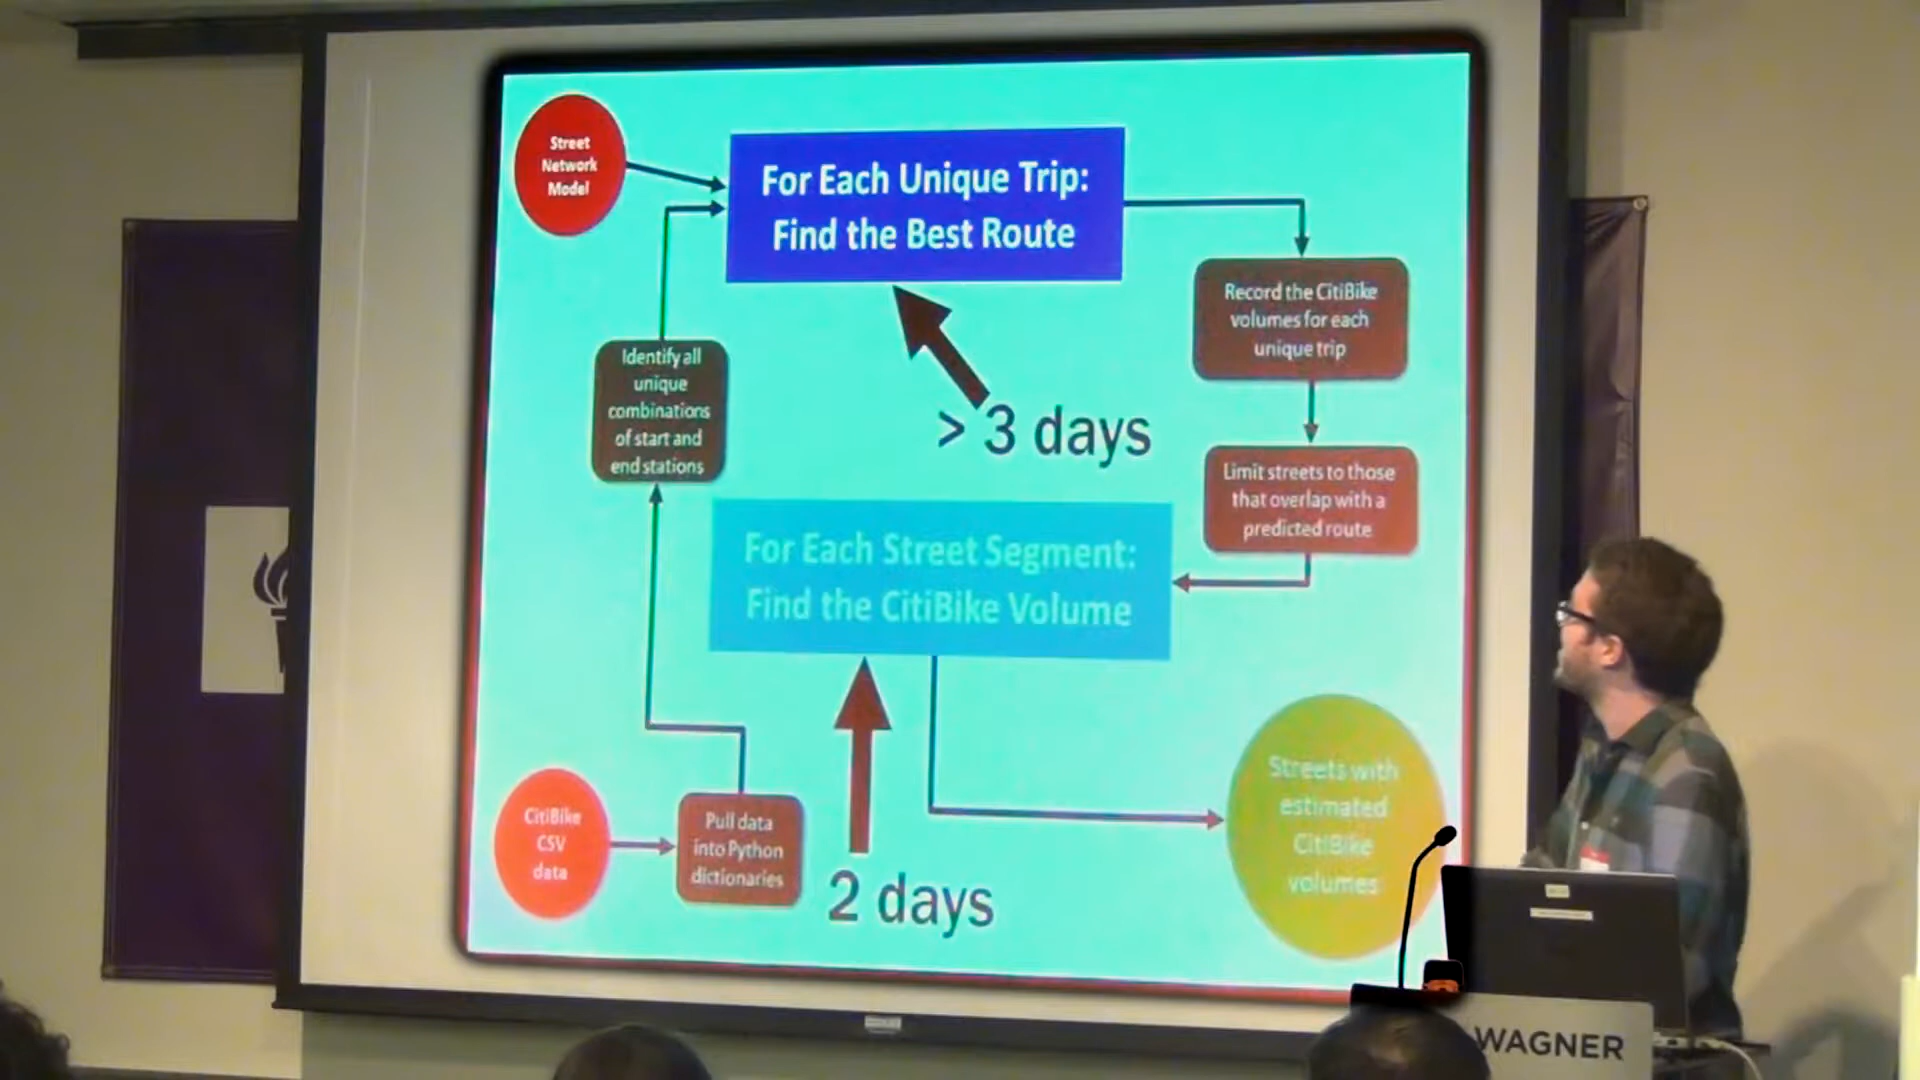 Street
Network
Model
For Each Unique Trip:
Find the Best Route
Record the CitiBike
volumes for each
unique trip
Identify all
unique
combinations
of start and
end stations
> 3 days
Limit streets to those
that overlap with a
predicted route
For Each Street Segment:
Find the CitiBike Volume
Streets with
estimated
CitiBike
volumes
CitiBike
CSV
data
Pull data
into Python
dictionaries
2 days
WAGNER